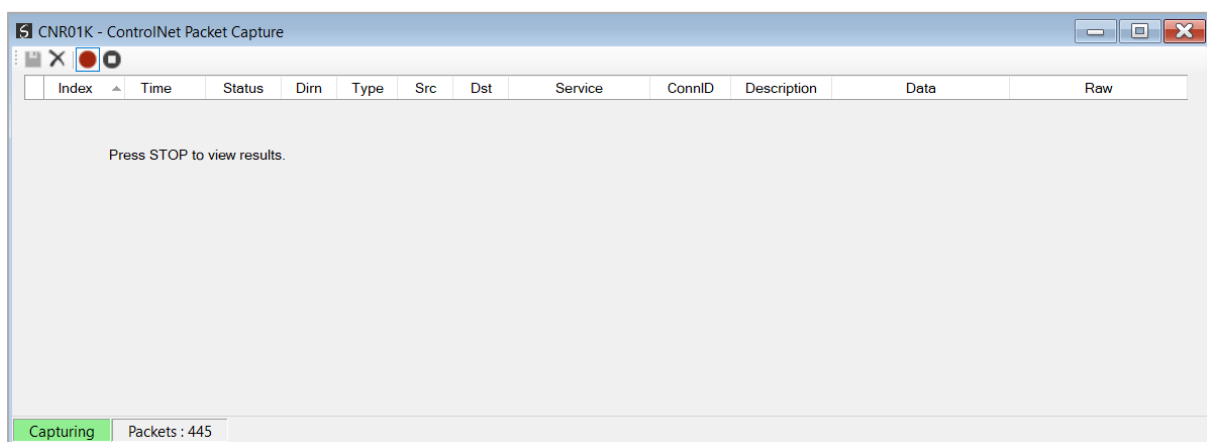 CNR01K - ControlNet Packet Capture
Index Time Status Dirn Type Src Dst Service ConnID Description Data Raw
Press STOP to view results.
Capturing Packets : 445